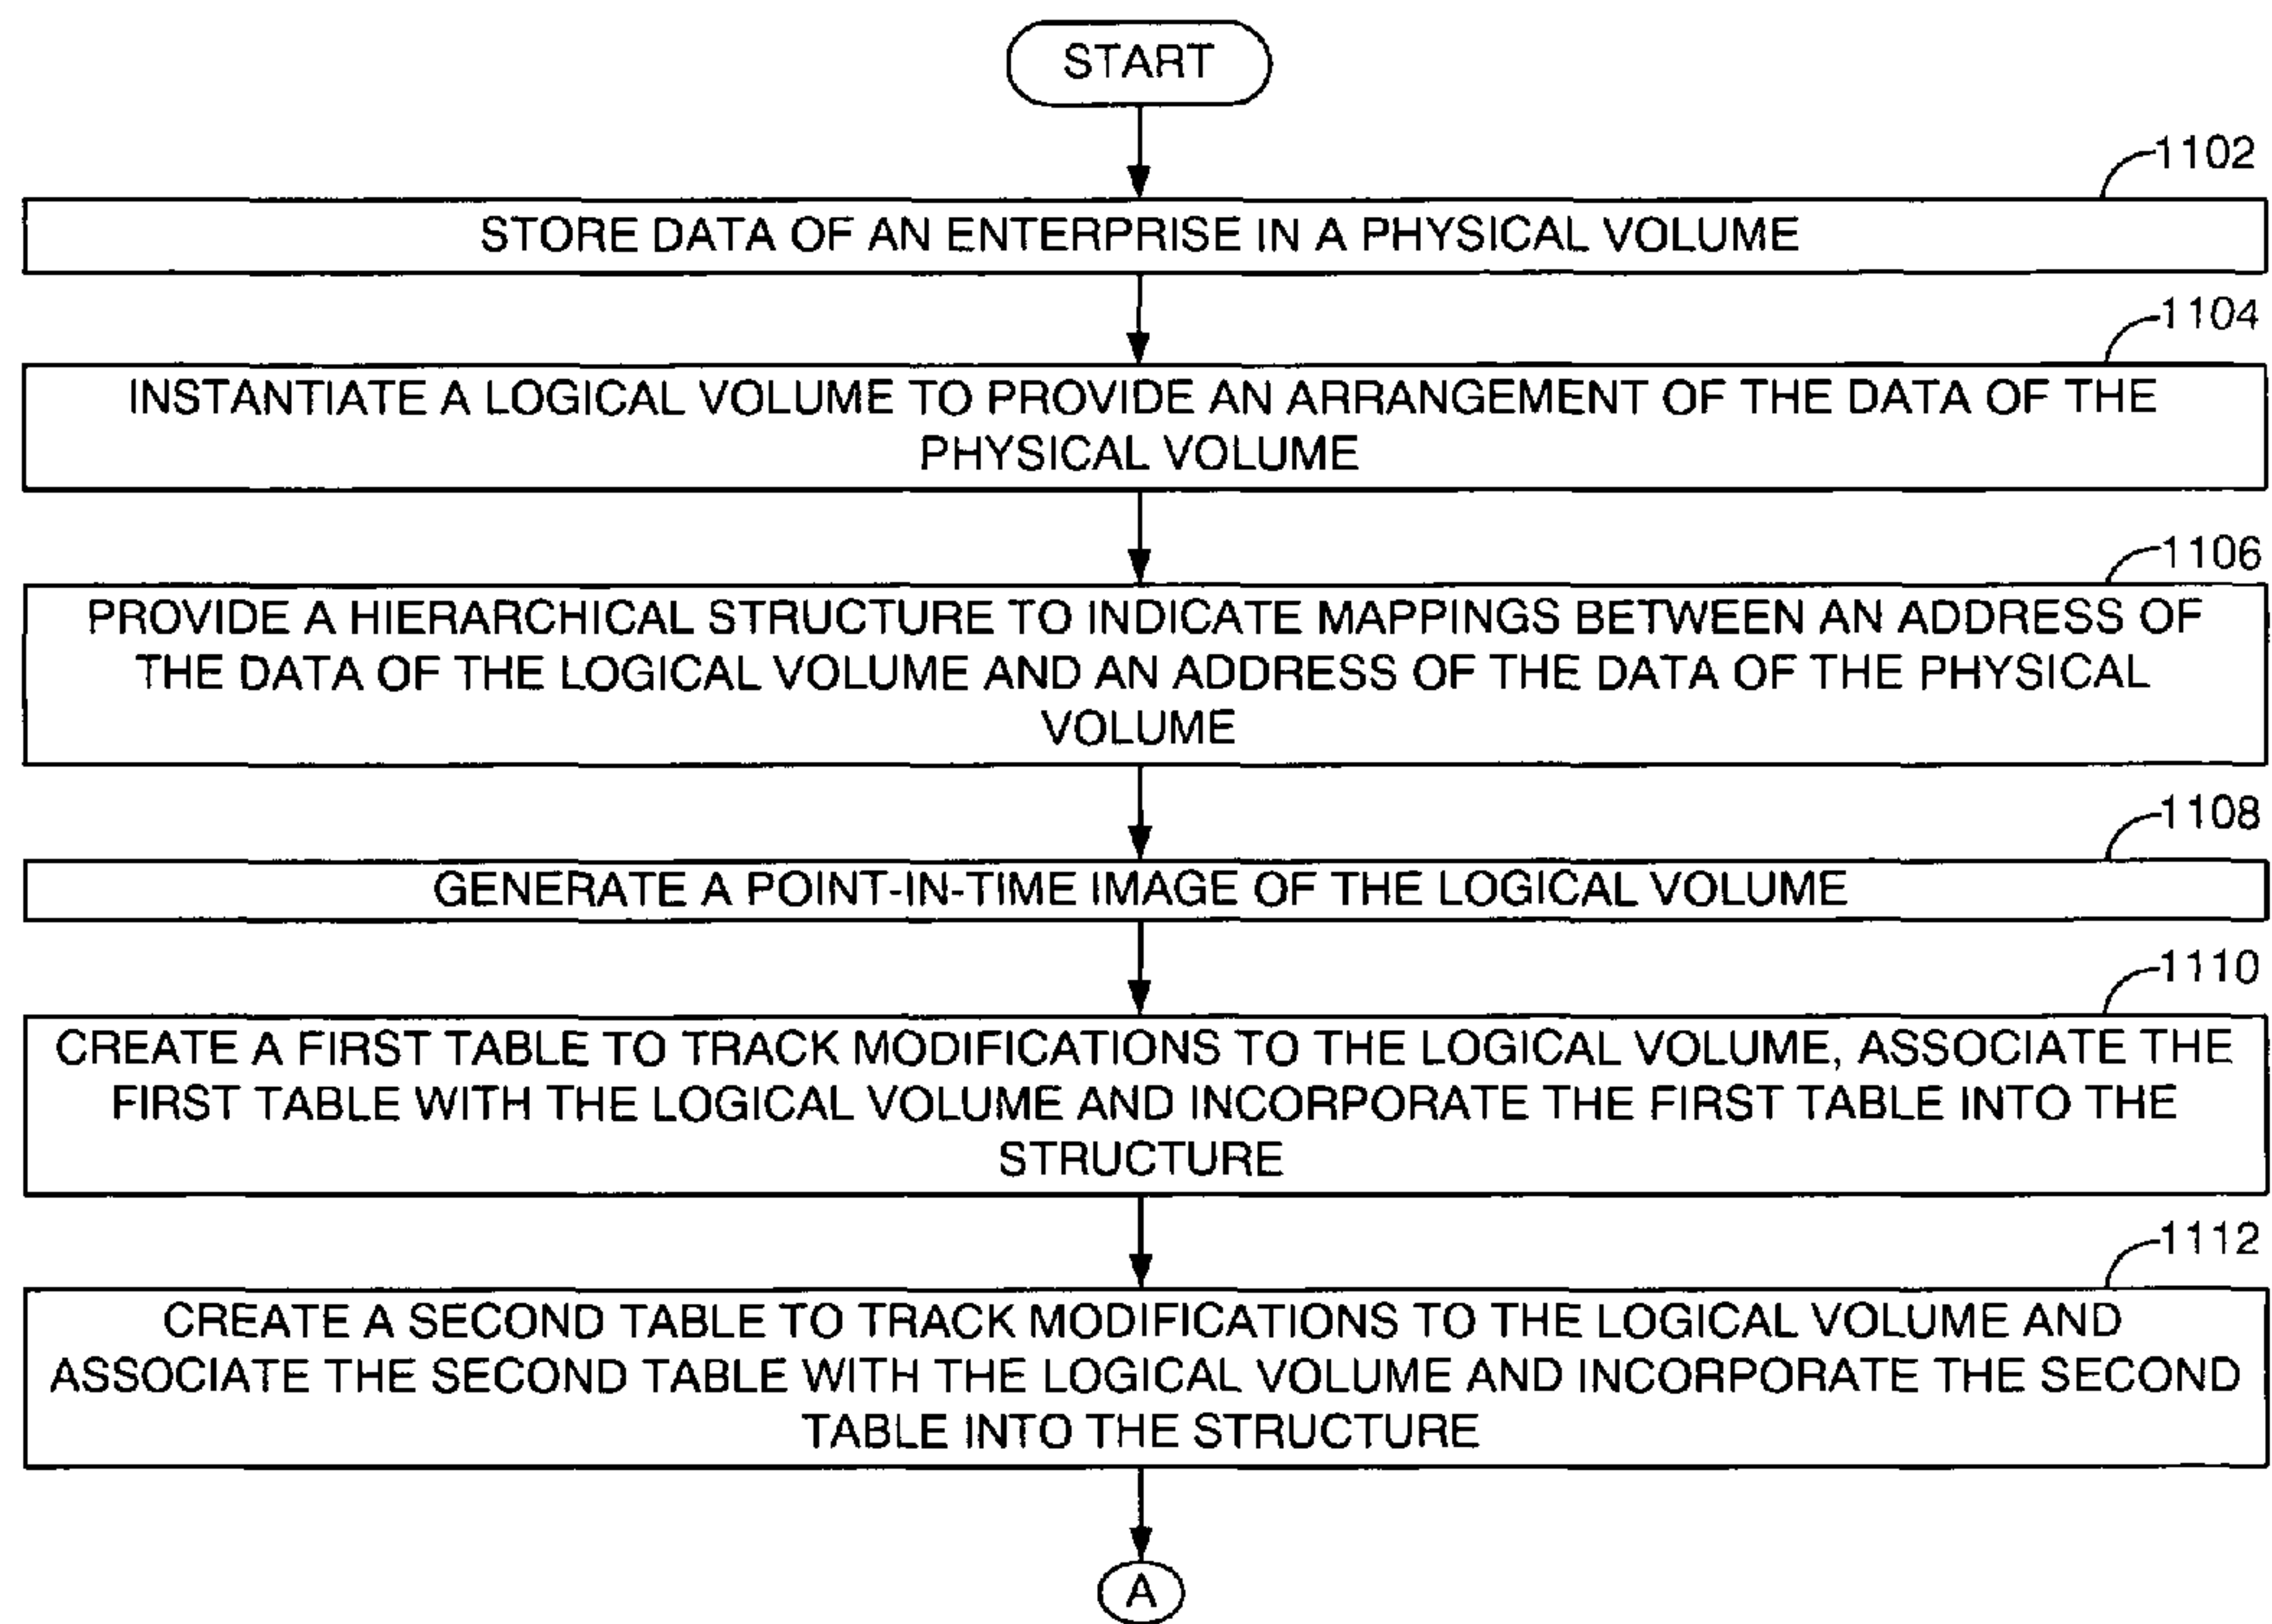 START
1102
STORE DATA OF AN ENTERPRISE IN A PHYSICAL VOLUME
1104
INSTANTIATE A LOGICAL VOLUME TO PROVIDE AN ARRANGEMENT OF THE DATA OF THE
PHYSICAL VOLUME
1106
PROVIDE A HIERARCHICAL STRUCTURE TO INDICATE MAPPINGS BETWEEN AN ADDRESS OF
THE DATA OF THE LOGICAL VOLUME AND AN ADDRESS OF THE DATA OF THE PHYSICAL
VOLUME
1108
GENERATE A POINT-IN-TIME IMAGE OF THE LOGICAL VOLUME
1110
CREATE A FIRST TABLE TO TRACK MODIFICATIONS TO THE LOGICAL VOLUME, ASSOCIATE THE
FIRST TABLE WITH THE LOGICAL VOLUME AND INCORPORATE THE FIRST TABLE INTO THE
STRUCTURE
1112
CREATE A SECOND TABLE TO TRACK MODIFICATIONS TO THE LOGICAL VOLUME AND
ASSOCIATE THE SECOND TABLE WITH THE LOGICAL VOLUME AND INCORPORATE THE SECOND
TABLE INTO THE STRUCTURE
A